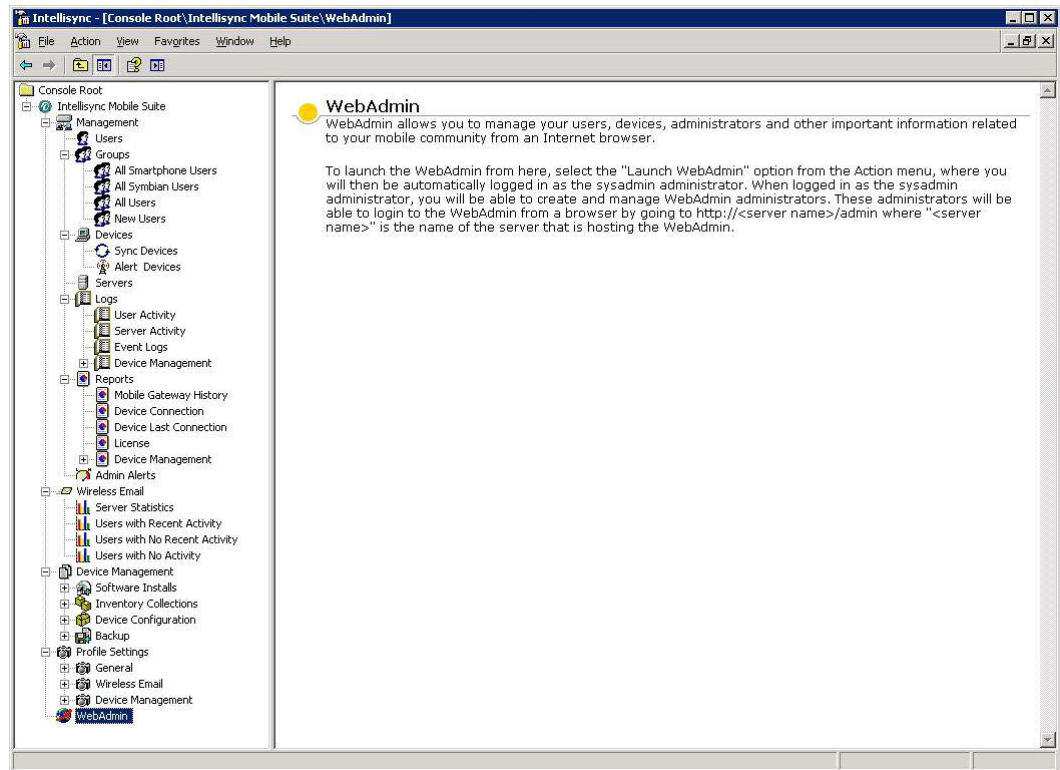 Intellisync - [Console Root\Intellisync Mobile Suite\WebAdmin]
File Action View Favorites Window Help
Console Root
Intellisync Mobile Suite
Management
Users
Groups
All Smartphone Users
All Symbian Users
All Users
New Users
Devices
Sync Devices
Alert Devices
Servers
Logs
User Activity
Server Activity
Event Logs
Device Management
Reports
Mobile Gateway History
Device Connection
Device Last Connection
License
Device Management
Admin Alerts
Wireless Email
Server Statistics
Users with Recent Activity
Users with No Recent Activity
Users with No Activity
Device Management
Software Installs
Inventory Collections
Device Configuration
Backup
Profile Settings
General
Wireless Email
Device Management
WebAdmin
WebAdmin
WebAdmin allows you to manage your users, devices, administrators and other important information related
to your mobile community from an Internet browser.
To launch the WebAdmin from here, select the "Launch WebAdmin" option from the Action menu, where you
will then be automatically logged in as the sysadmin administrator. When logged in as the sysadmin
administrator, you will be able to create and manage WebAdmin administrators. These administrators will be
able to login to the WebAdmin from a browser by going to http://<server name>/admin where "<server
name>" is the name of the server that is hosting the WebAdmin.